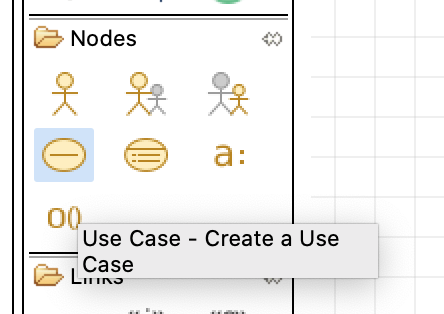 Nodes
a:
o()
Use Case - Create a Use
Case
Links